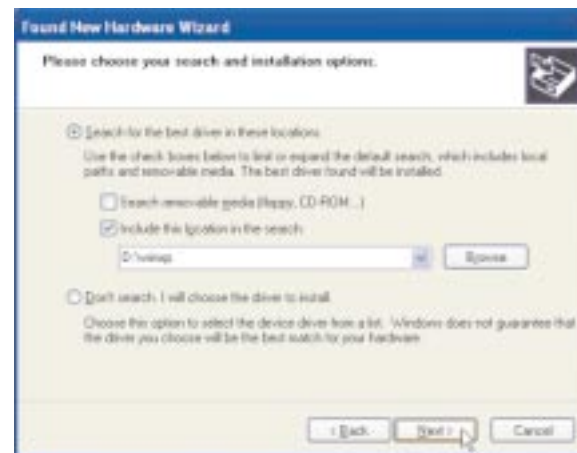 Found New Hardware Wizard
Please choose your search and installation options.
Search for the best driver in these locations.
Use the check boxes below to limit or expand the default search, which includes local
paths and removable media. The best driver found will be installed.
Search removable media (floppy, CD-ROM...)
Include this location in the search:
Browse
Don't search. I will choose the driver to install.
Choose this option to select the device driver from a list. Windows does not guarantee that
the driver you choose will be the best match for your hardware.
< Back
Next >
Cancel